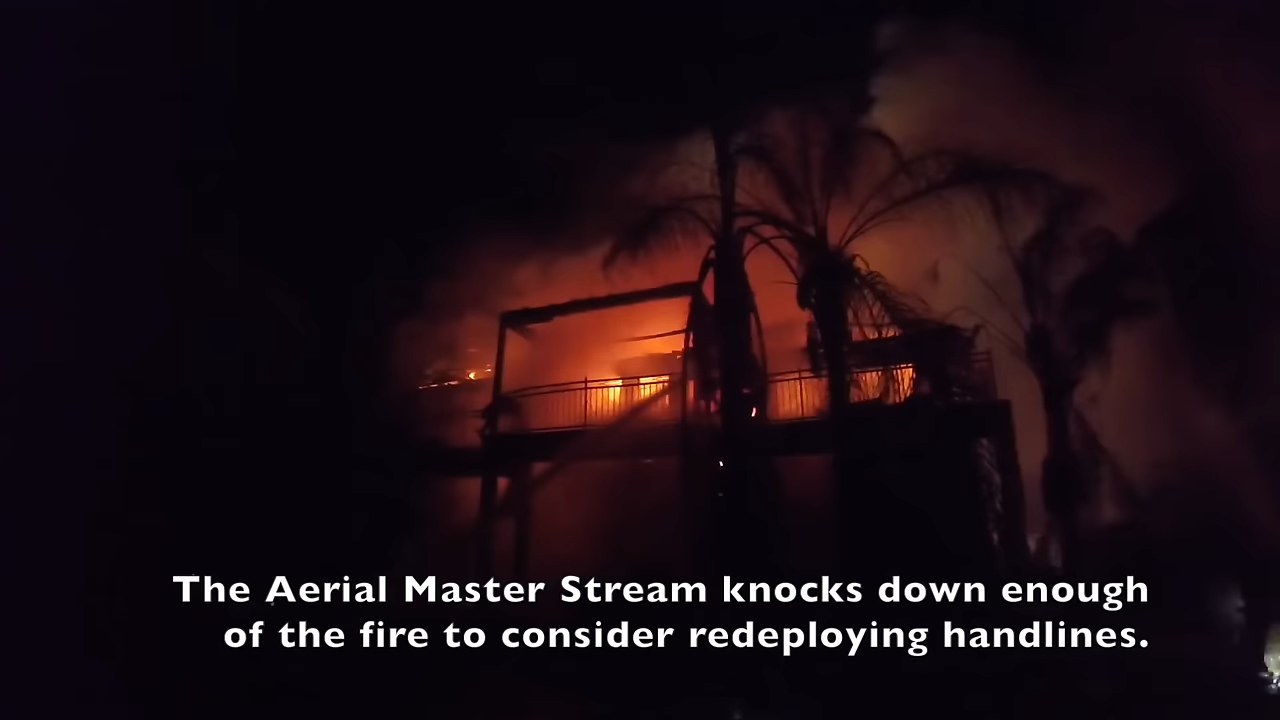 The Aerial Master Stream knocks down enough
of the fire to consider redeploying handlines.